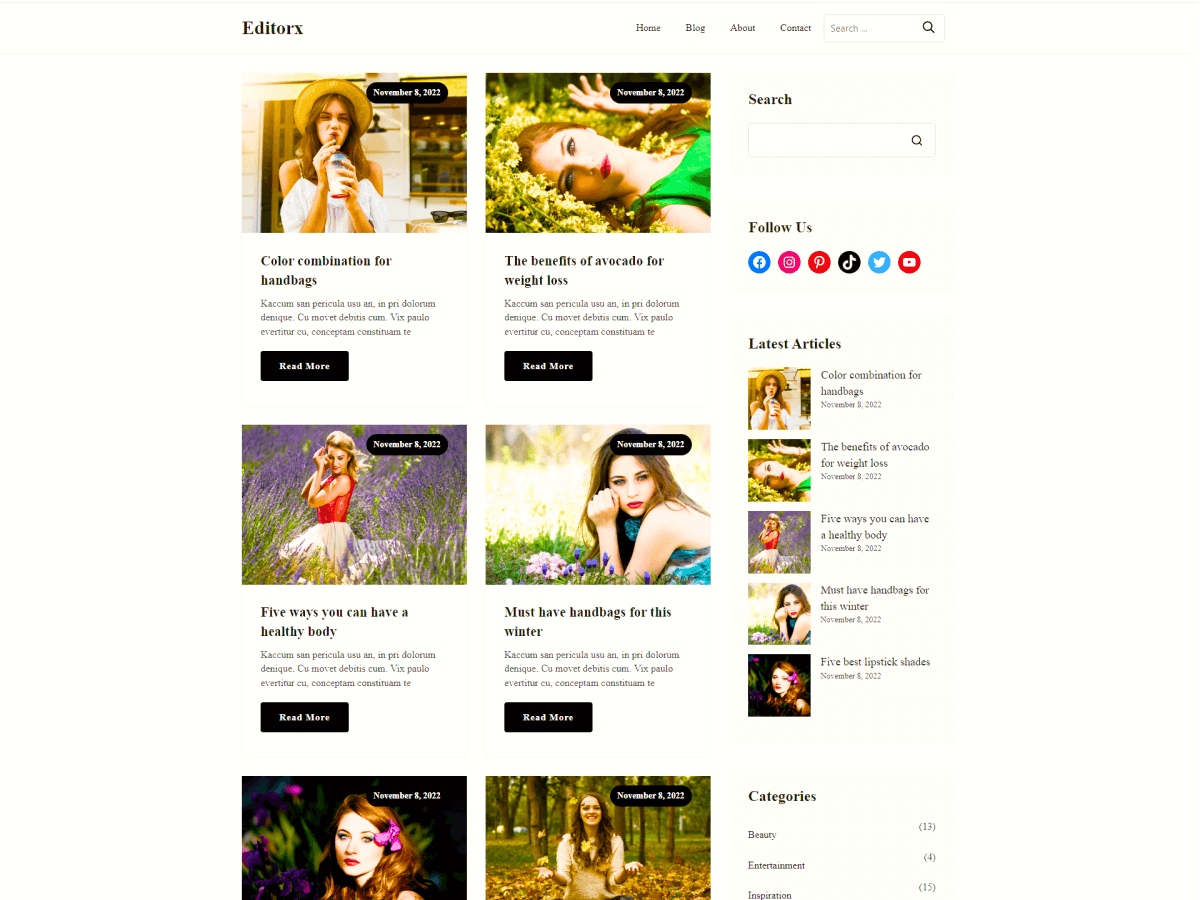 Editorx
Home Blog About Contact Search ...
November 8, 2022
November 8, 2022
Color combination for
handbags
Kaccum san pericula usu an, in pri dolorum
denique. Cu movet debitis cum. Vix paulo
evertitur cu, conceptam constituam te
Read More
The benefits of avocado for
weight loss
Kaccum san pericula usu an, in pri dolorum
denique. Cu movet debitis cum. Vix paulo
evertitur cu, conceptam constituam te
Read More
November 8, 2022
November 8, 2022
Five ways you can have a
healthy body
Kaccum san pericula usu an, in pri dolorum
denique. Cu movet debitis cum. Vix paulo
evertitur cu, conceptam constituam te
Read More
Must have handbags for this
winter
Kaccum san pericula usu an, in pri dolorum
denique. Cu movet debitis cum. Vix paulo
evertitur cu, conceptam constituam te
Read More
November 8, 2022
November 8, 2022
Search
Follow Us
Latest Articles
Color combination for
handbags
November 8, 2022
The benefits of avocado
for weight loss
November 8, 2022
Five ways you can have
a healthy body
November 8, 2022
Must have handbags for
this winter
November 8, 2022
Five best lipstick shades
November 8, 2022
Categories
Beauty (13)
Entertainment (4)
Inspiration (15)